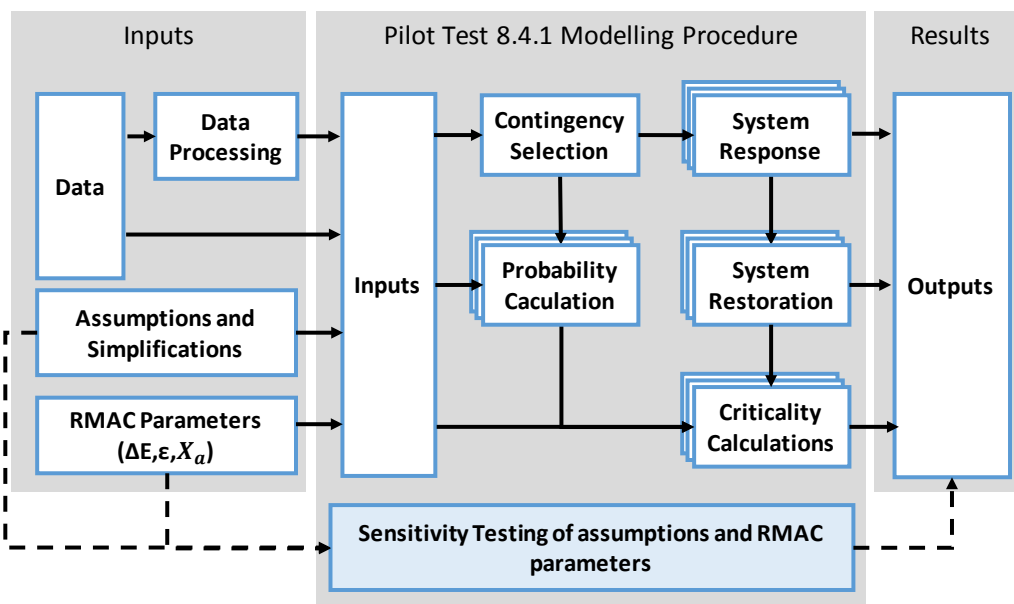 Inputs
Pilot Test 8.4.1 Modelling Procedure
Results
Data
Data
Processing
Assumptions and
Simplifications
RMAC Parameters
(ΔE,ε,Xₐ)
Inputs
Contingency
Selection
System
Response
Probability
Caculation
System
Restoration
Criticality
Calculations
Outputs
Sensitivity Testing of assumptions and RMAC
parameters